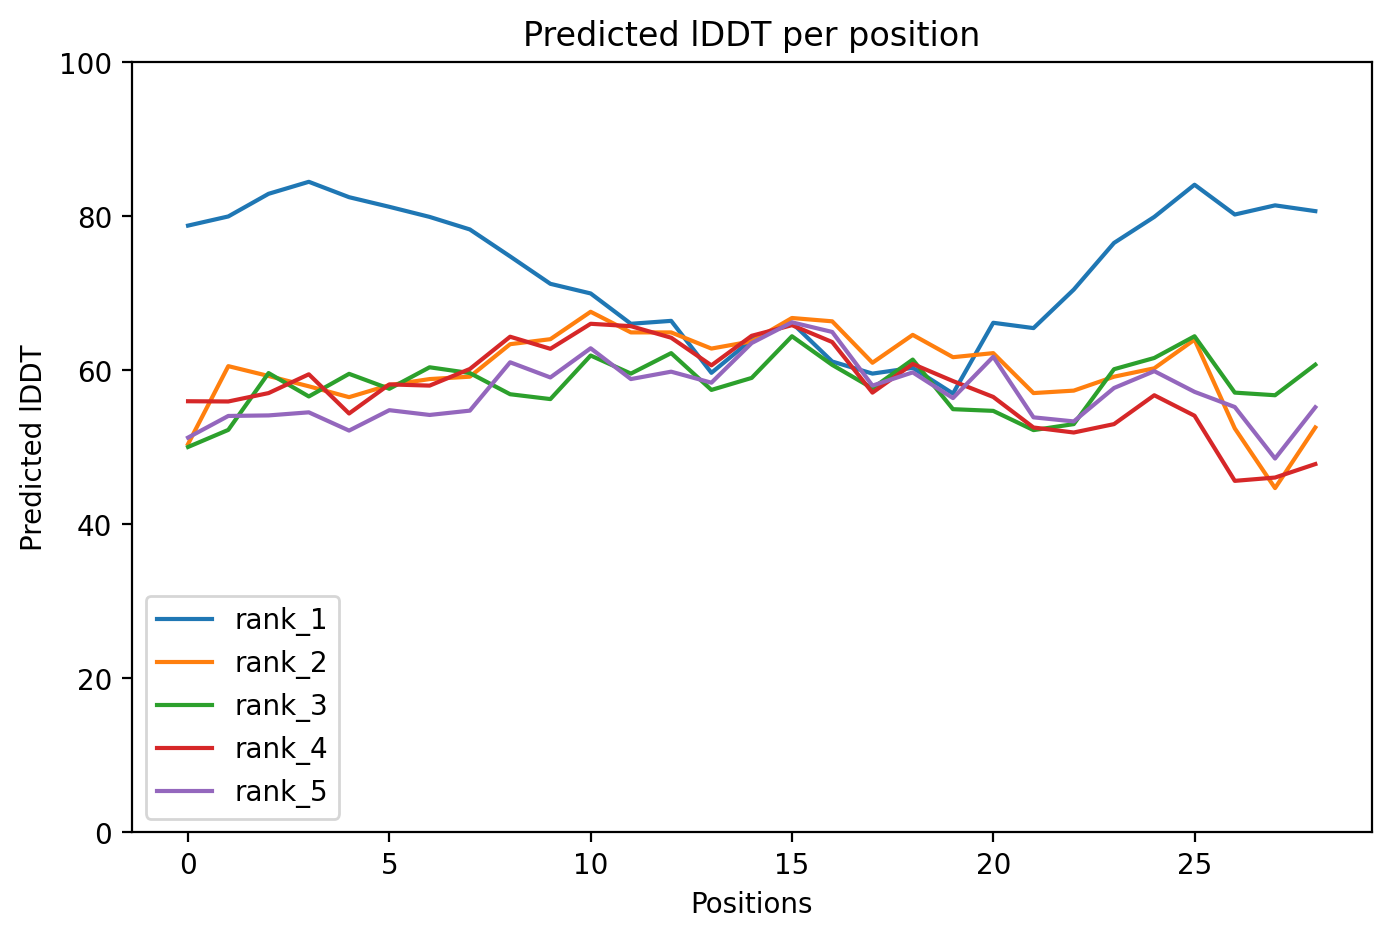 Predicted lDDT per position
100
80
60
40
20
0
Predicted lDDT
rank_1
rank_2
rank_3
rank_4
rank_5
0 5 10 15 20 25
Positions